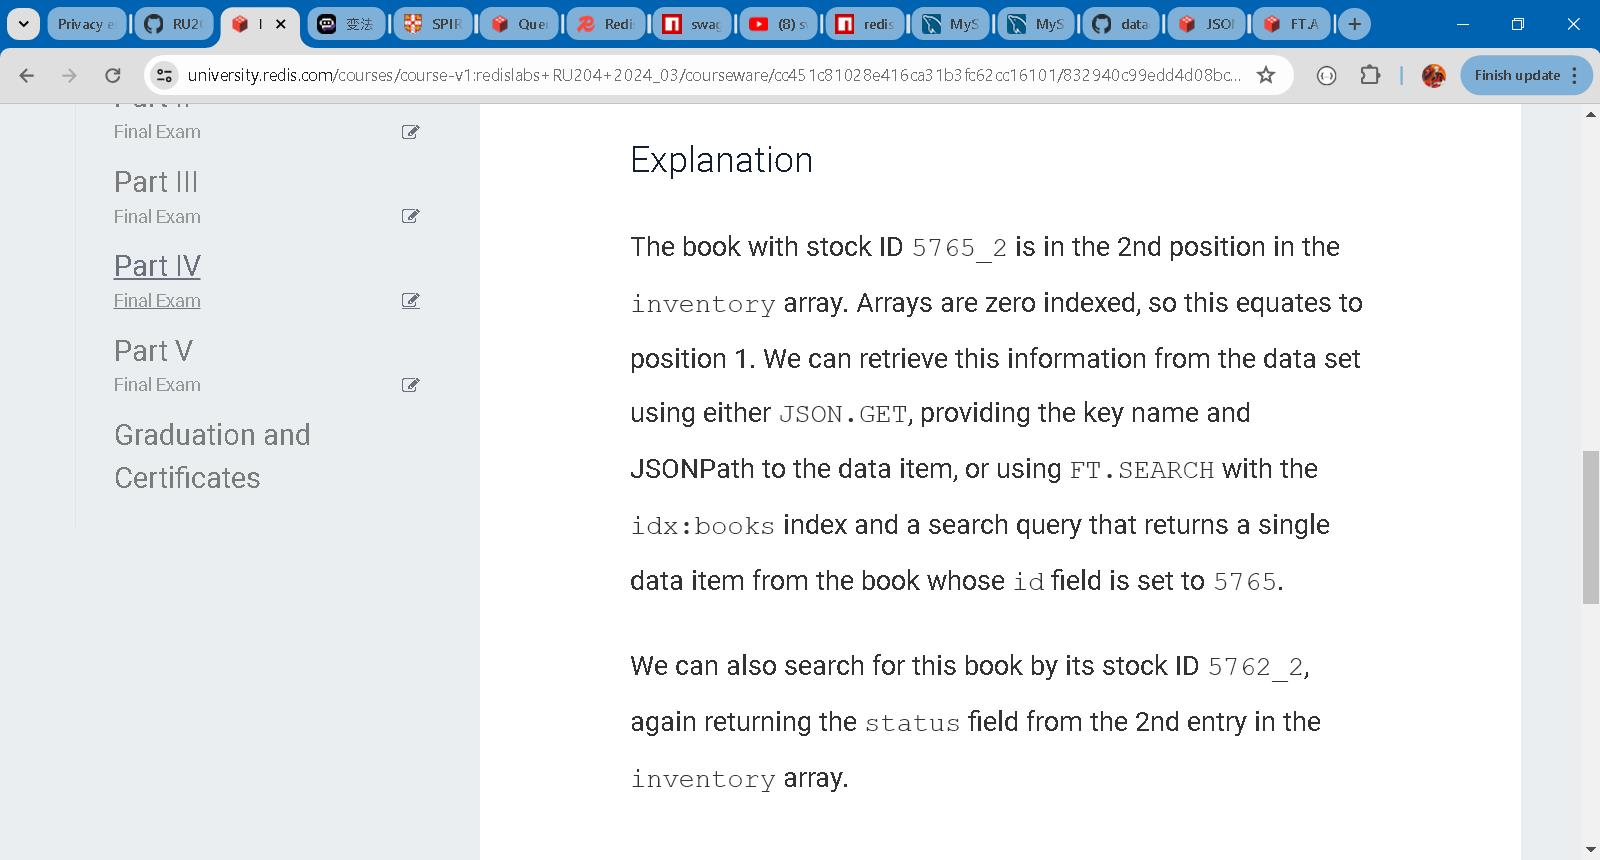 Privacy e
RU2
I
变法
SPIR
Que
Redi
swag
(8) s
redis
MyS
MyS
data
JSO
FT.A
university.redis.com/courses/course-v1:redislabs+RU204+2024_03/courseware/cc451c81028e416ca31b3fc62cc16101/832940c99edd4d08bc...
Finish update
Part II
Final Exam
Part III
Final Exam
Part IV
Final Exam
Part V
Final Exam
Graduation and
Certificates
Explanation
The book with stock ID 5765_2 is in the 2nd position in the
inventory array. Arrays are zero indexed, so this equates to
position 1. We can retrieve this information from the data set
using either JSON.GET, providing the key name and
JSONPath to the data item, or using FT.SEARCH with the
idx:books index and a search query that returns a single
data item from the book whose id field is set to 5765.
We can also search for this book by its stock ID 5762_2,
again returning the status field from the 2nd entry in the
inventory array.